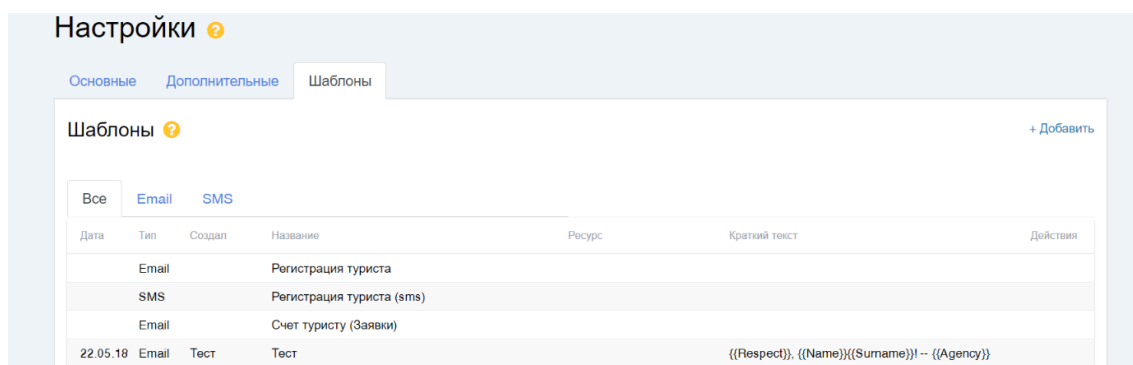 Настройки ?
Основные Дополнительные Шаблоны
Шаблоны ?
+ Добавить
Все Email SMS
Дата Тип Создал Название Ресурс Краткий текст Действия
Email Регистрация туриста
SMS Регистрация туриста (sms)
Email Счет туристу (Заявки)
22.05.18 Email Тест Тест {{Respect}}, {{Name}}{{Surname}}! -- {{Agency}}